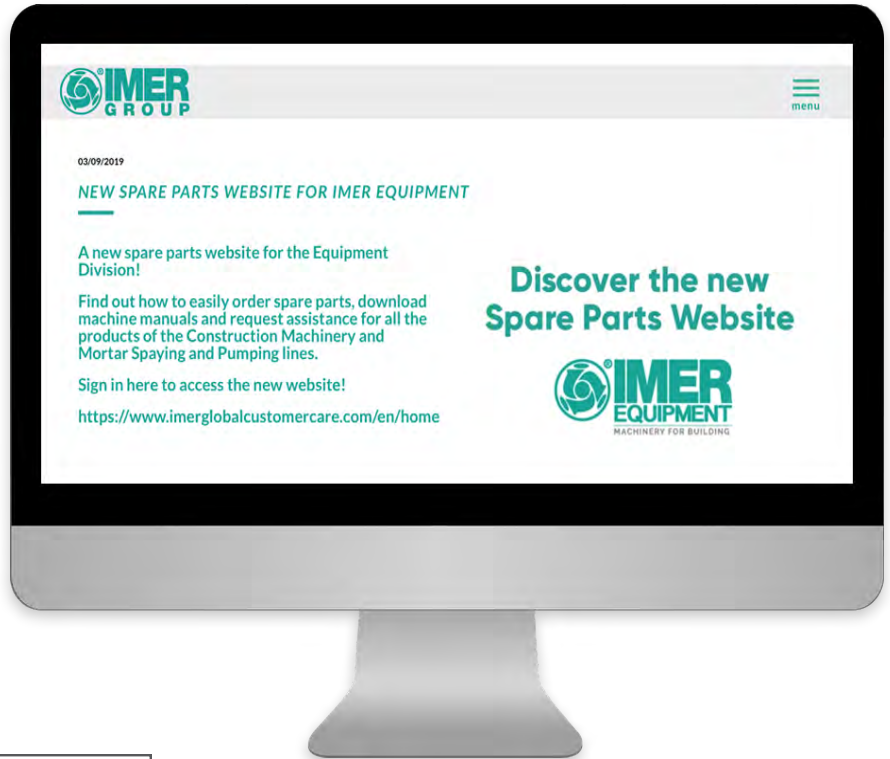 IMER
GROUP
menu
03/09/2019
NEW SPARE PARTS WEBSITE FOR IMER EQUIPMENT
A new spare parts website for the Equipment
Division!
Find out how to easily order spare parts, download
machine manuals and request assistance for all the
products of the Construction Machinery and
Mortar Spaying and Pumping lines.
Sign in here to access the new website!
https://www.imerglobalcustomercare.com/en/home
Discover the new
Spare Parts Website
IMER
EQUIPMENT
MACHINERY FOR BUILDING